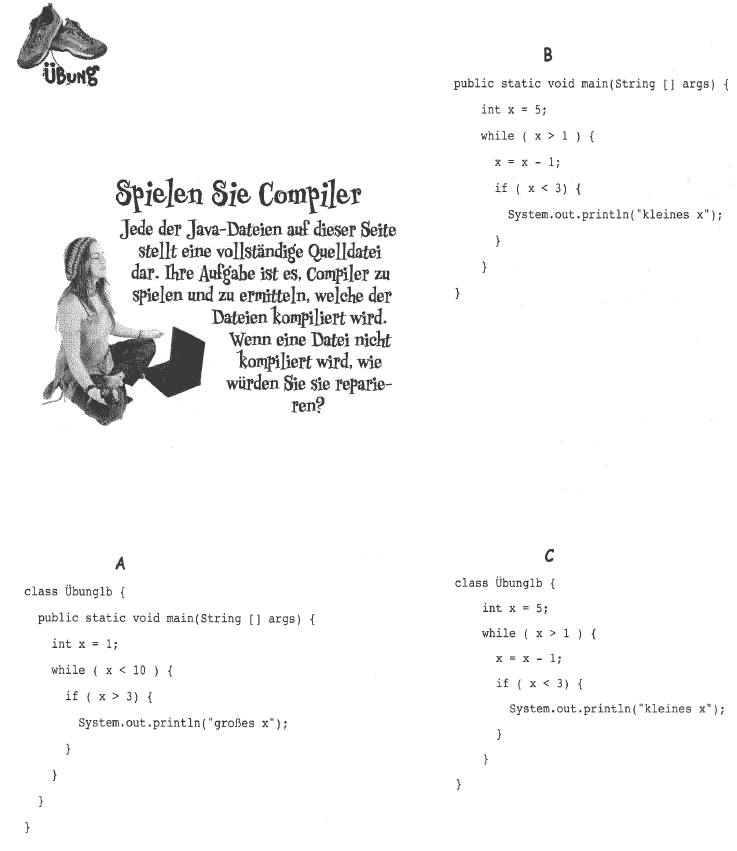 Übung
Spielen Sie Compiler
Jede der Java-Dateien auf dieser Seite
stellt eine vollständige Quelldatei
dar. Ihre Aufgabe ist es, Compiler zu
spielen und zu ermitteln, welche der
Dateien kompiliert wird.
Wenn eine Datei nicht
kompiliert wird, wie
würden Sie sie reparie-
ren?
A
class Übung1b {
public static void main(String [] args) {
int x = 1;
while ( x < 10 ) {
if ( x > 3) {
System.out.println("großes x");
}
}
}
}
B
public static void main(String [] args) {
int x = 5;
while ( x > 1 ) {
x = x - 1;
if ( x < 3) {
System.out.println("kleines x");
}
}
}
C
class Übung1b {
int x = 5;
while ( x > 1 ) {
x = x - 1;
if ( x < 3) {
System.out.println("kleines x");
}
}
}